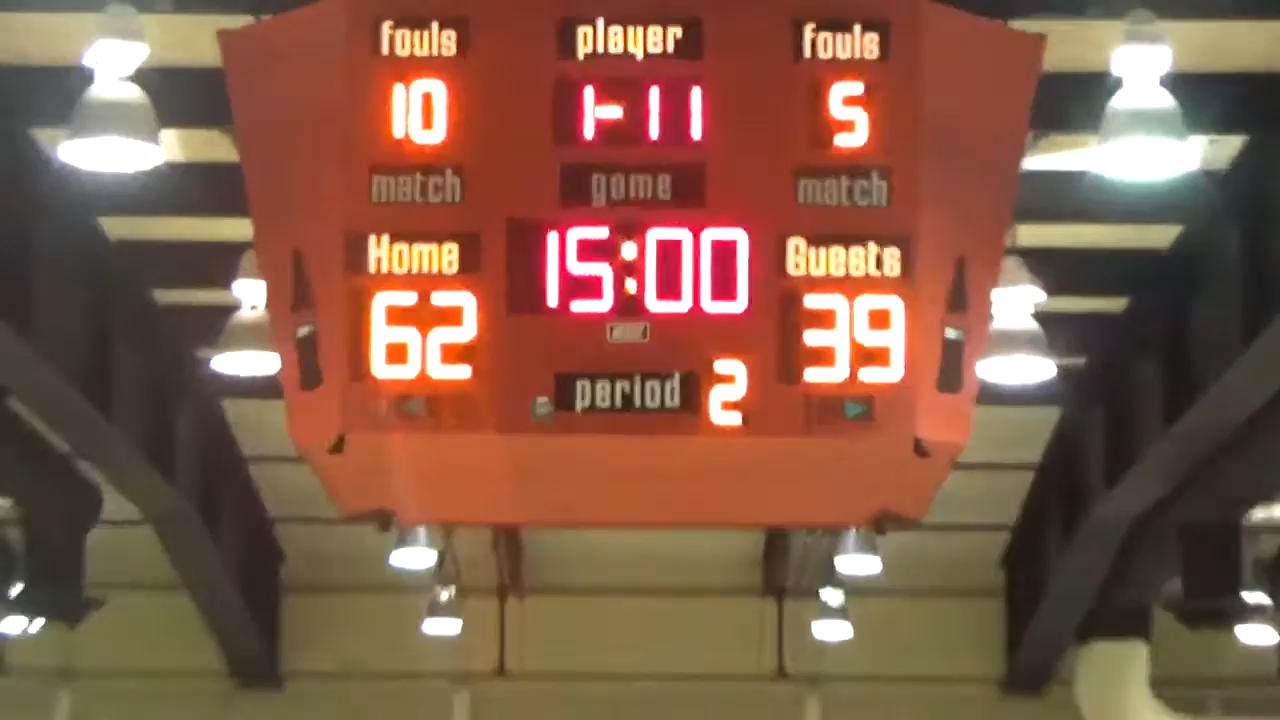 fouls player fouls
10 1-11 5
match game match
Home 15:00 Guests
62 39
period 2